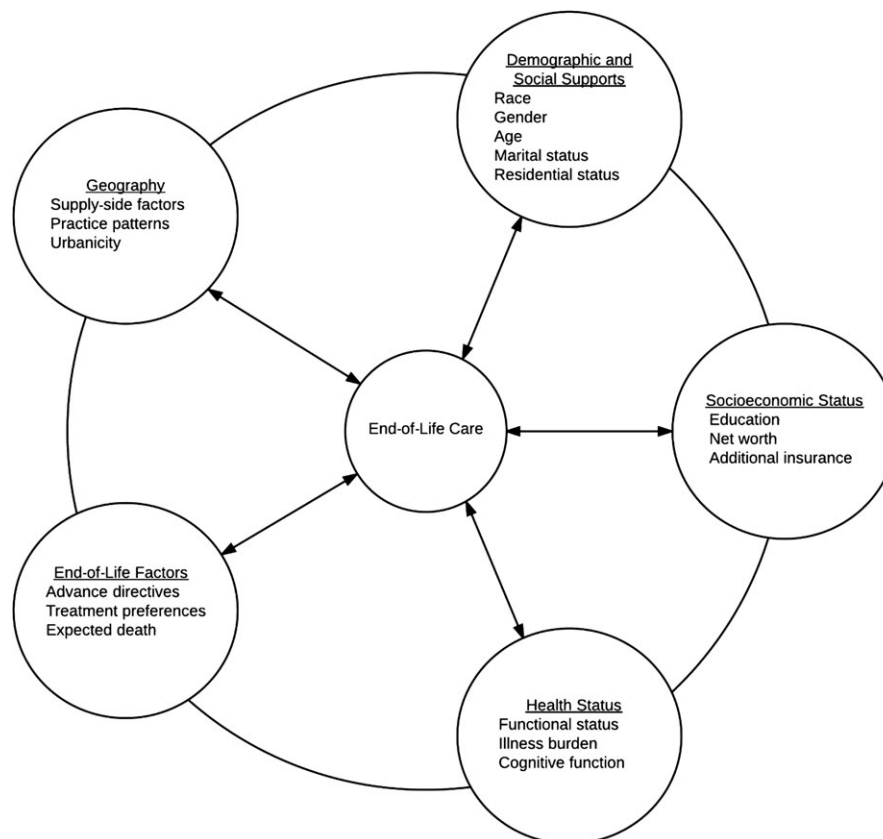 Demographic and
Social Supports
Race
Gender
Age
Marital status
Residential status
Geography
Supply-side factors
Practice patterns
Urbanicity
End-of-Life Care
Socioeconomic Status
Education
Net worth
Additional insurance
End-of-Life Factors
Advance directives
Treatment preferences
Expected death
Health Status
Functional status
Illness burden
Cognitive function